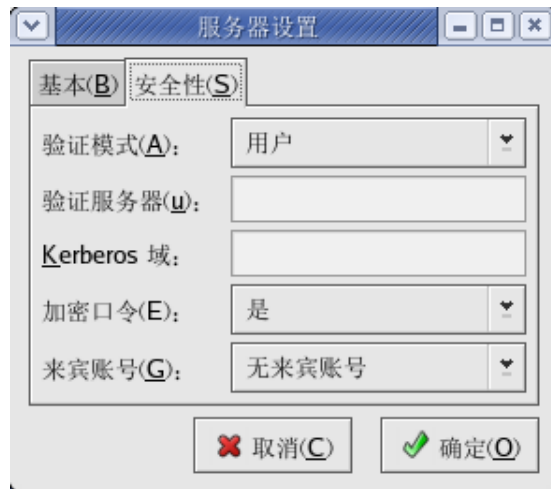 服务器设置
基本(B) 安全性(S)
验证模式(A): 用户
验证服务器(u):
Kerberos 域:
加密口令(E): 是
来宾账号(G): 无来宾账号
取消(C) 确定(O)